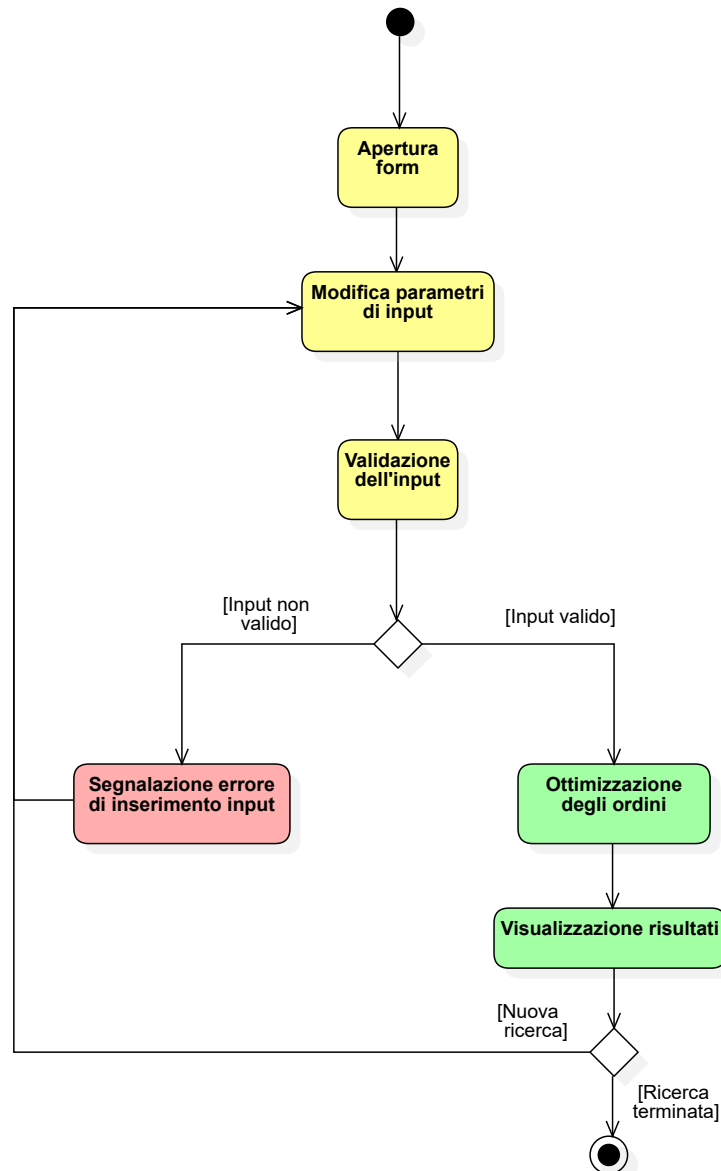 Apertura
form
Modifica parametri
di input
Validazione
dell'input
[Input non
valido]
[Input valido]
Segnalazione errore
di inserimento input
Ottimizzazione
degli ordini
Visualizzazione risultati
[Nuova
ricerca]
[Ricerca
terminata]